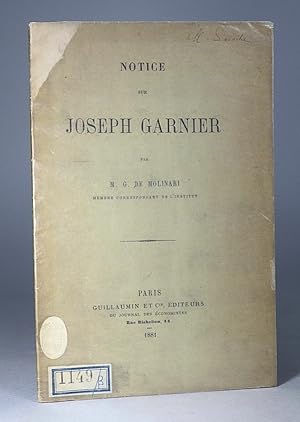 NOTICE
SUR
JOSEPH GARNIER
PAR
M. G. DE MOLINARI
MEMBRE CORRESPONDANT DE L'INSTITUT
PARIS
GUILLAUMIN ET Cie, ÉDITEURS
DU JOURNAL DES ÉCONOMISTES
Rue Richelieu, 14
1881
1149/2